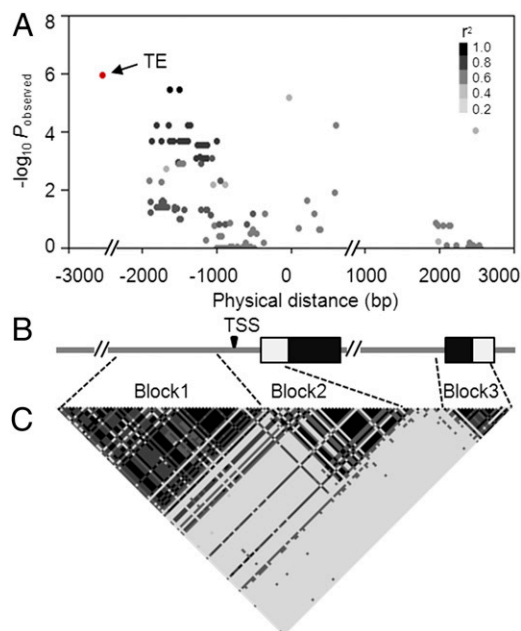 A
r²
1.0
0.8
0.6
0.4
0.2
TE
-log₁₀ Pobserved
8
6
4
2
0
-3000 -2000 -1000 0 1000 2000 3000
Physical distance (bp)
B
TSS
Block1 Block2 Block3
C